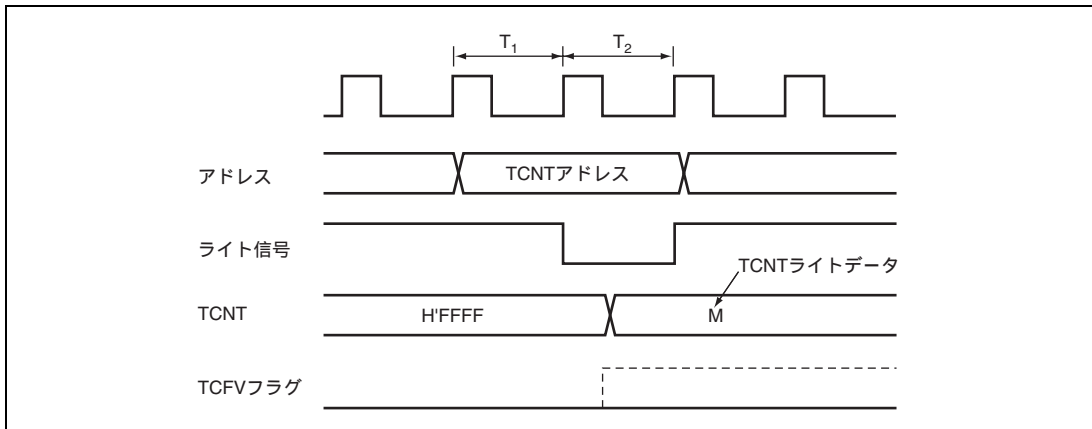 T1 T2
アドレス TCNTアドレス
ライト信号
TCNTライトデータ
TCNT H'FFFF M
TCFVフラグ